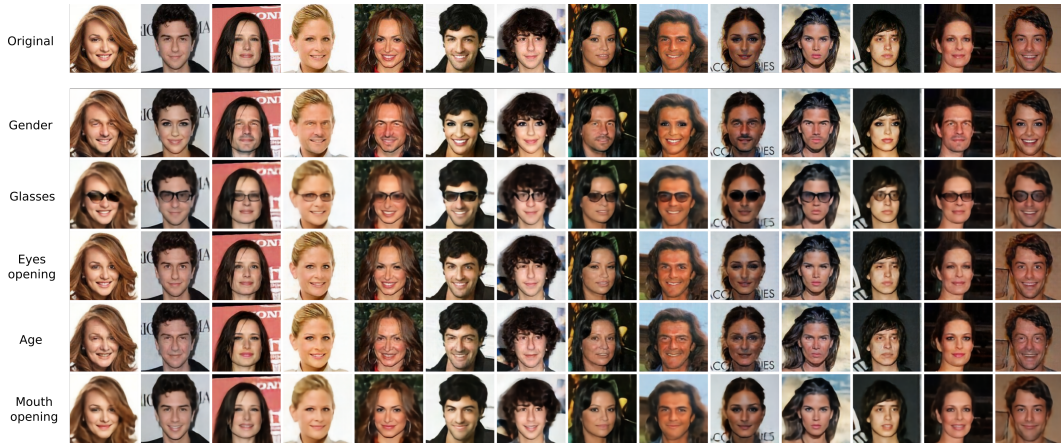 Original
Gender
Glasses
Eyes
opening
Age
Mouth
opening